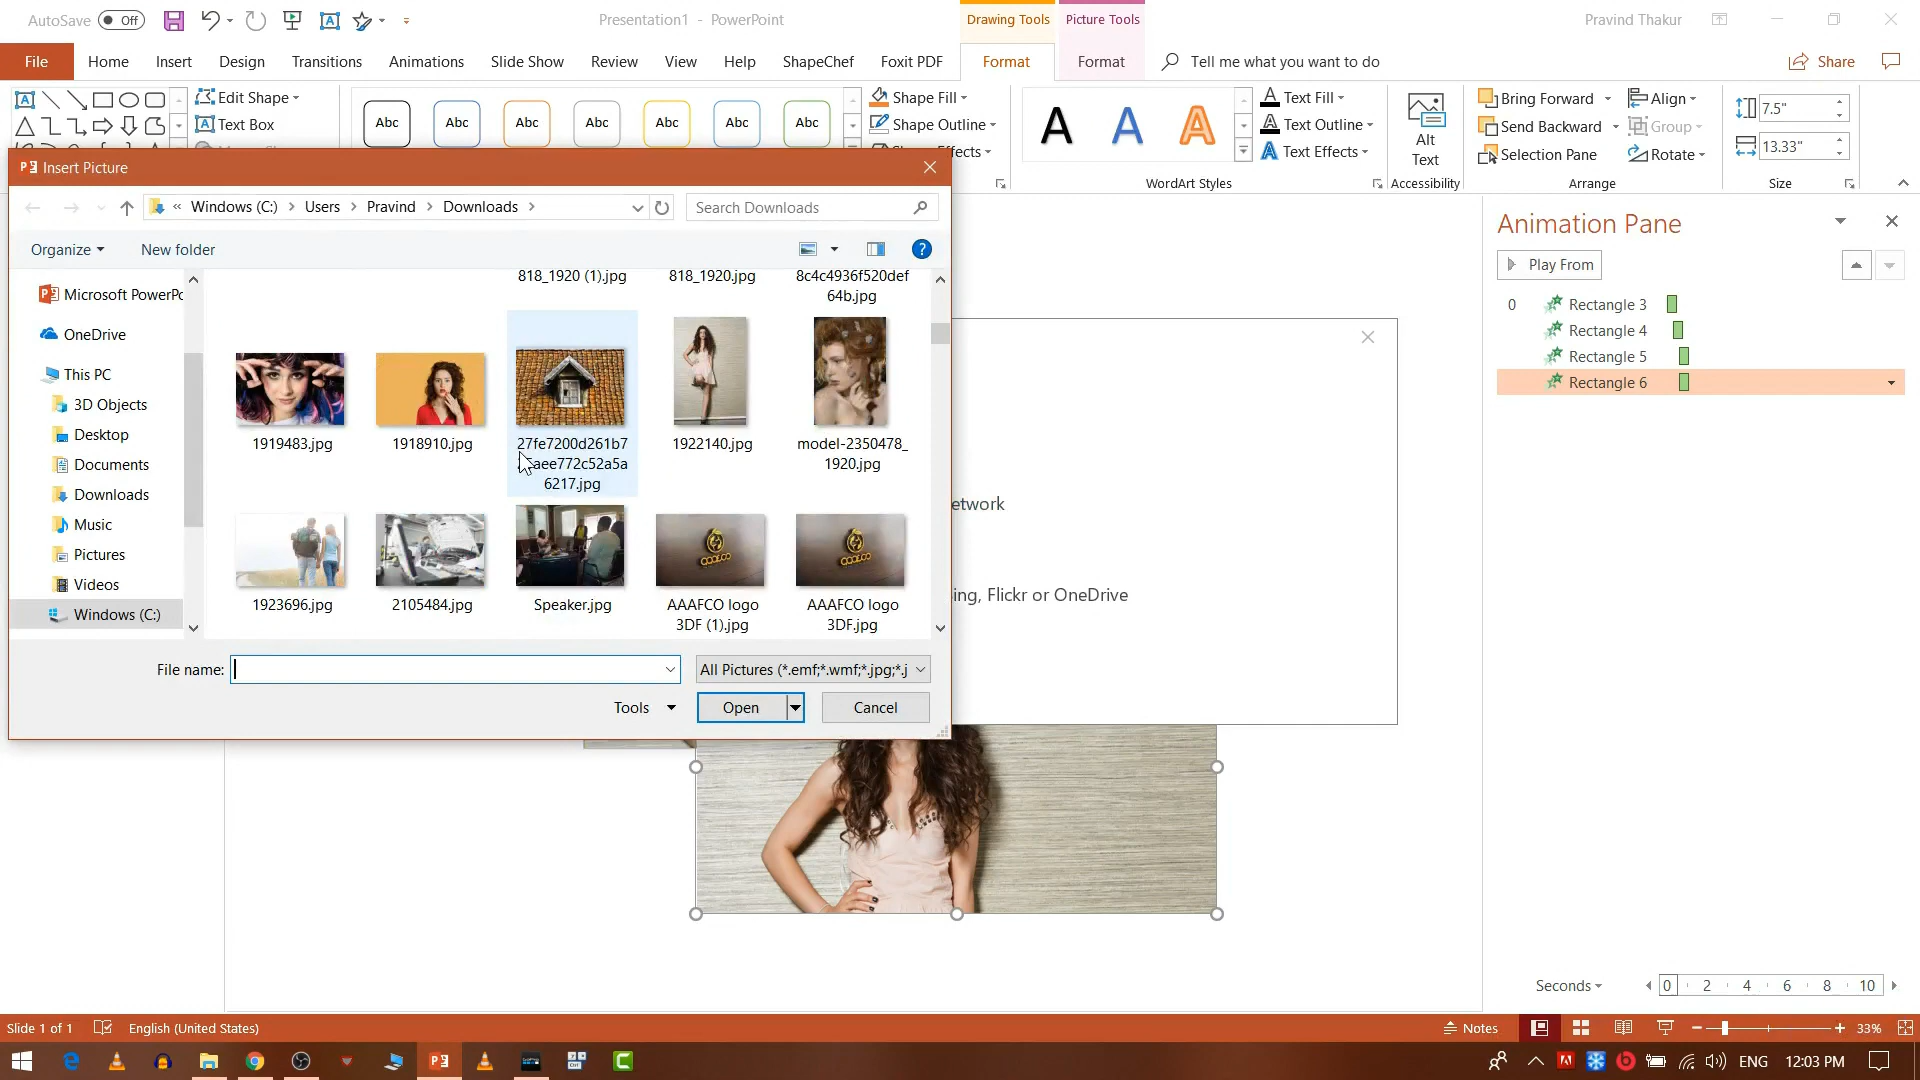 AutoSave Off
Presentation1 - PowerPoint
Drawing Tools
Picture Tools
Pravind Thakur
File
Home
Insert
Design
Transitions
Animations
Slide Show
Review
View
Help
ShapeChef
Foxit PDF
Format
Format
Tell me what you want to do
Share
Edit Shape
Text Box
Abc Abc Abc Abc Abc Abc Abc
Shape Fill
Shape Outline
Effects
A A A
Text Fill
Text Outline
Text Effects
WordArt Styles
Alt
Text
Accessibility
Bring Forward
Send Backward
Selection Pane
Align
Group
Rotate
Arrange
7.5"
13.33"
Size
Insert Picture
« Windows (C:) > Users > Pravind > Downloads >
Search Downloads
Organize
New folder
Microsoft PowerPo
OneDrive
This PC
3D Objects
Desktop
Documents
Downloads
Music
Pictures
Videos
Windows (C:)
818_1920 (1).jpg
818_1920.jpg
8c4c4936f520def
64b.jpg
1919483.jpg
1918910.jpg
27fe7200d261b7
aee772c52a5a
6217.jpg
1922140.jpg
model-2350478_
1920.jpg
1923696.jpg
2105484.jpg
Speaker.jpg
AAAFCO logo
3DF (1).jpg
AAAFCO logo
3DF.jpg
File name:
All Pictures (*.emf;*.wmf;*.jpg;*.j
Tools
Open
Cancel
etwork
ing, Flickr or OneDrive
Animation Pane
Play From
0 Rectangle 3
Rectangle 4
Rectangle 5
Rectangle 6
Seconds
0 2 4 6 8 10
Slide 1 of 1
English (United States)
Notes
33%
ENG
12:03 PM